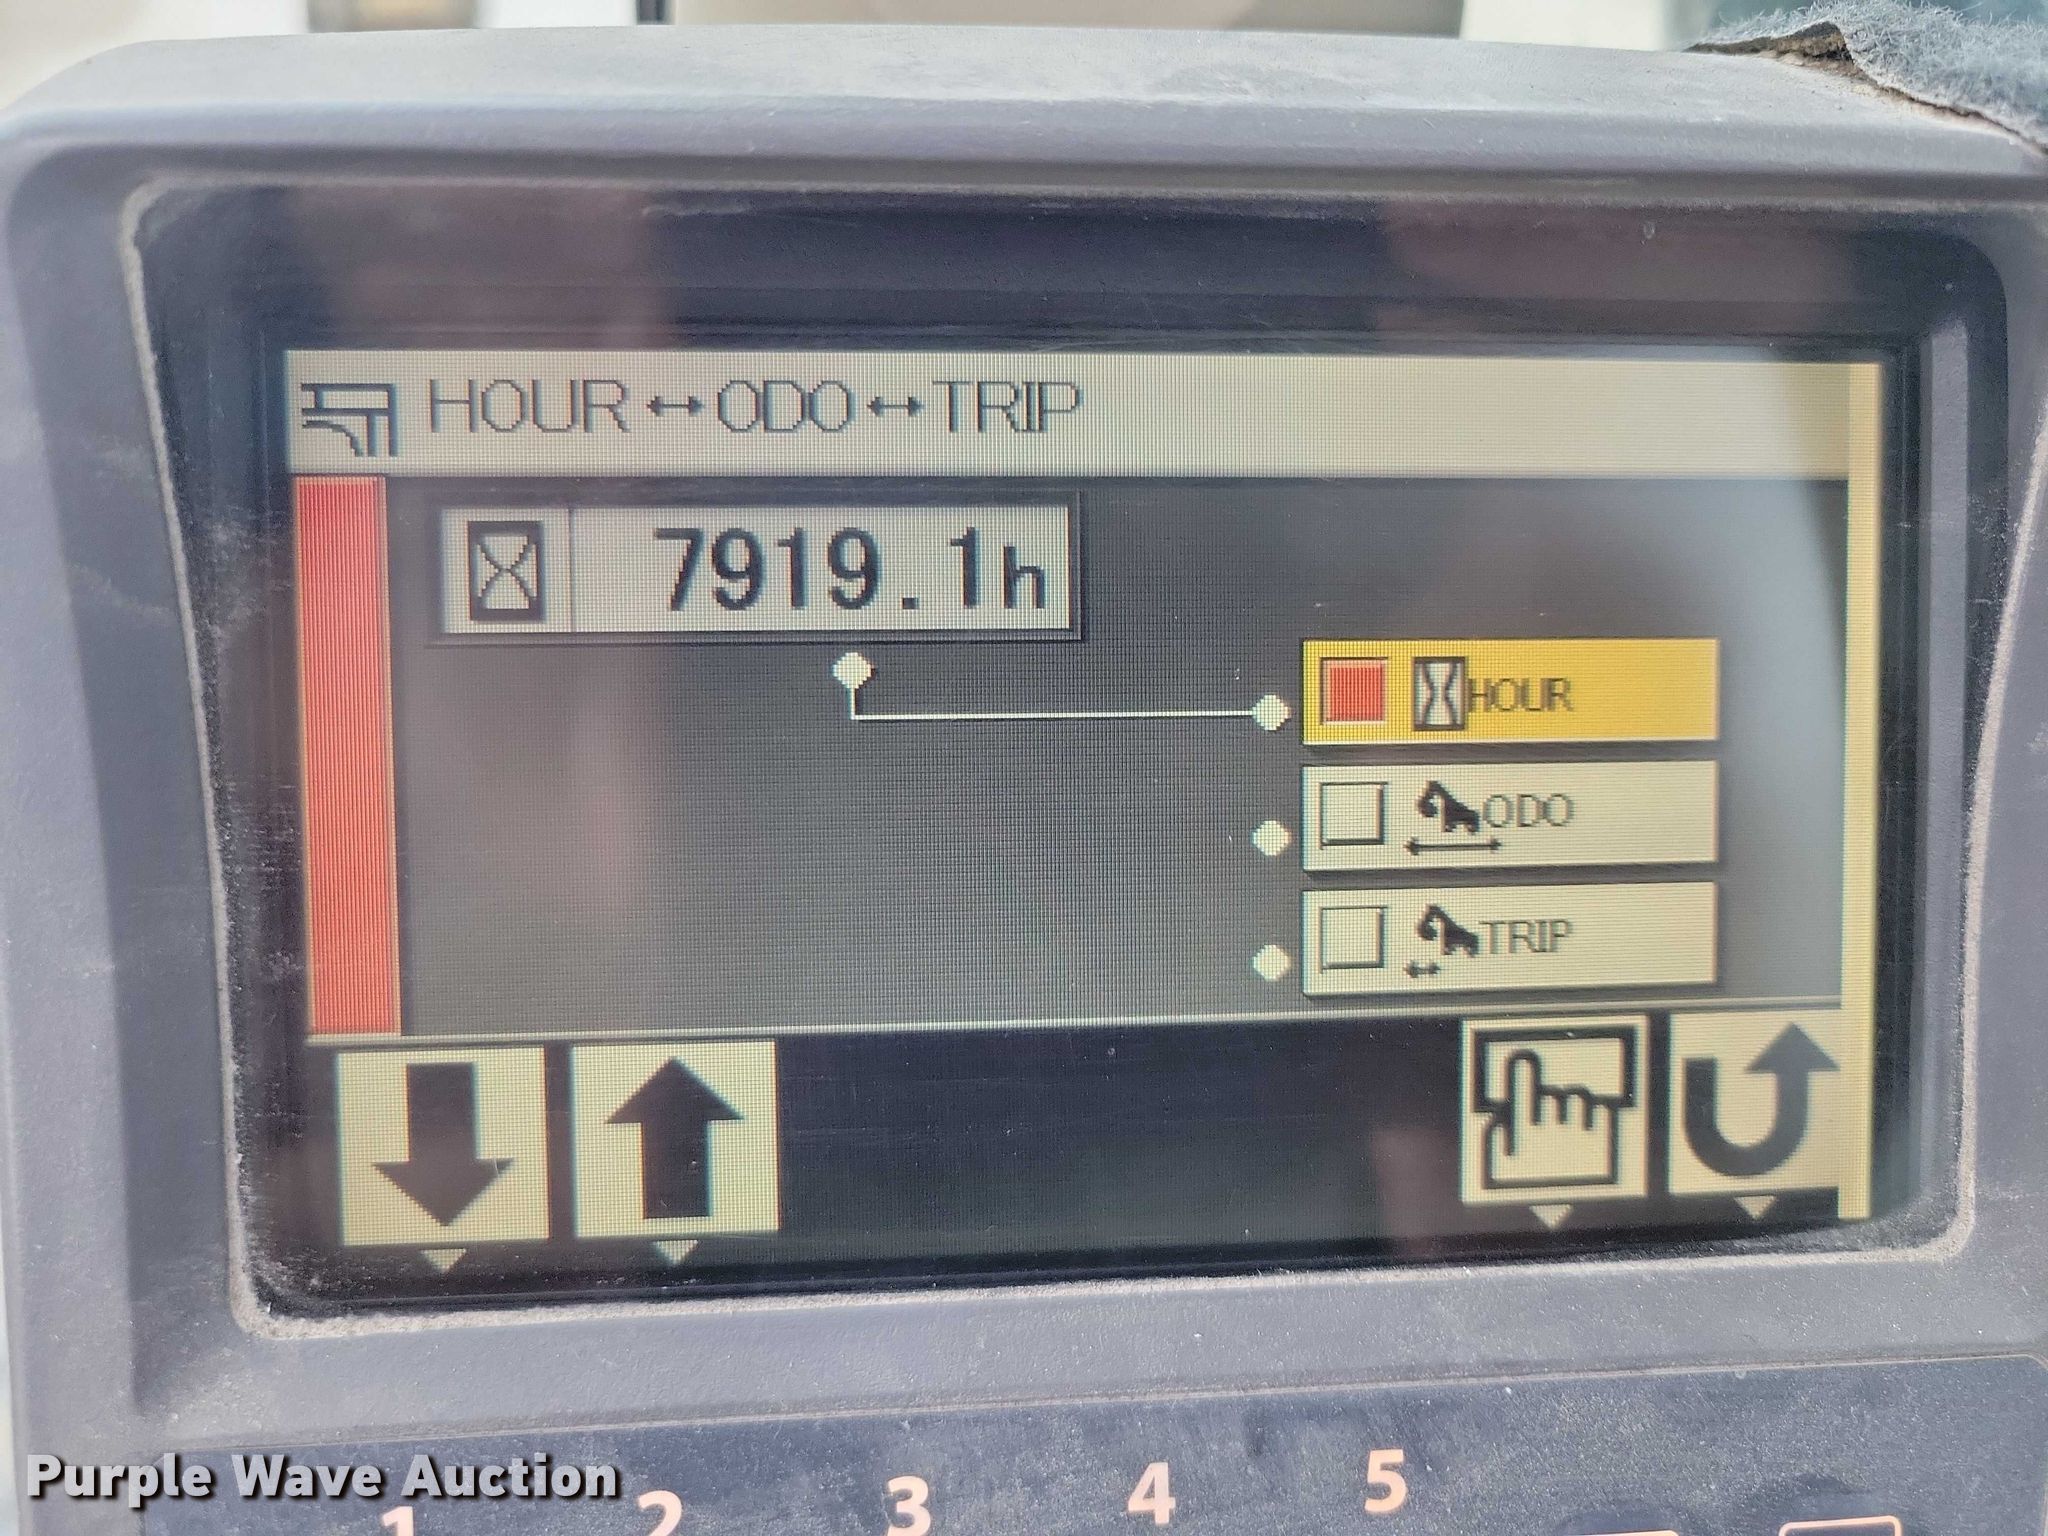 HOUR↔ODO↔TRIP
7919.1h
HOUR
ODO
TRIP
1 2 3 4 5
Purple Wave Auction